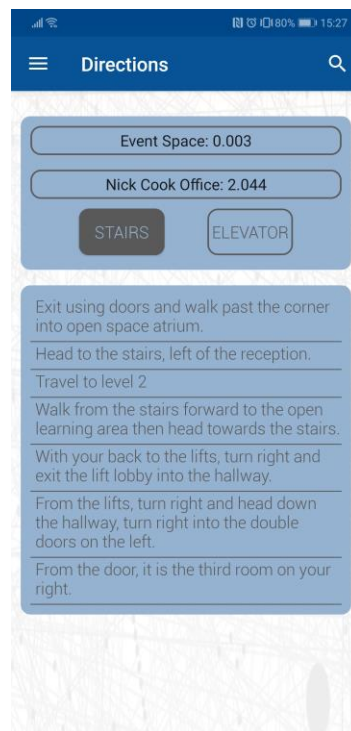 80% 15:27
Directions
Event Space: 0.003
Nick Cook Office: 2.044
STAIRS ELEVATOR
Exit using doors and walk past the corner
into open space atrium.
Head to the stairs, left of the reception.
Travel to level 2
Walk from the stairs forward to the open
learning area then head towards the stairs.
With your back to the lifts, turn right and
exit the lift lobby into the hallway.
From the lifts, turn right and head down
the hallway, turn right into the double
doors on the left.
From the door, it is the third room on your
right.